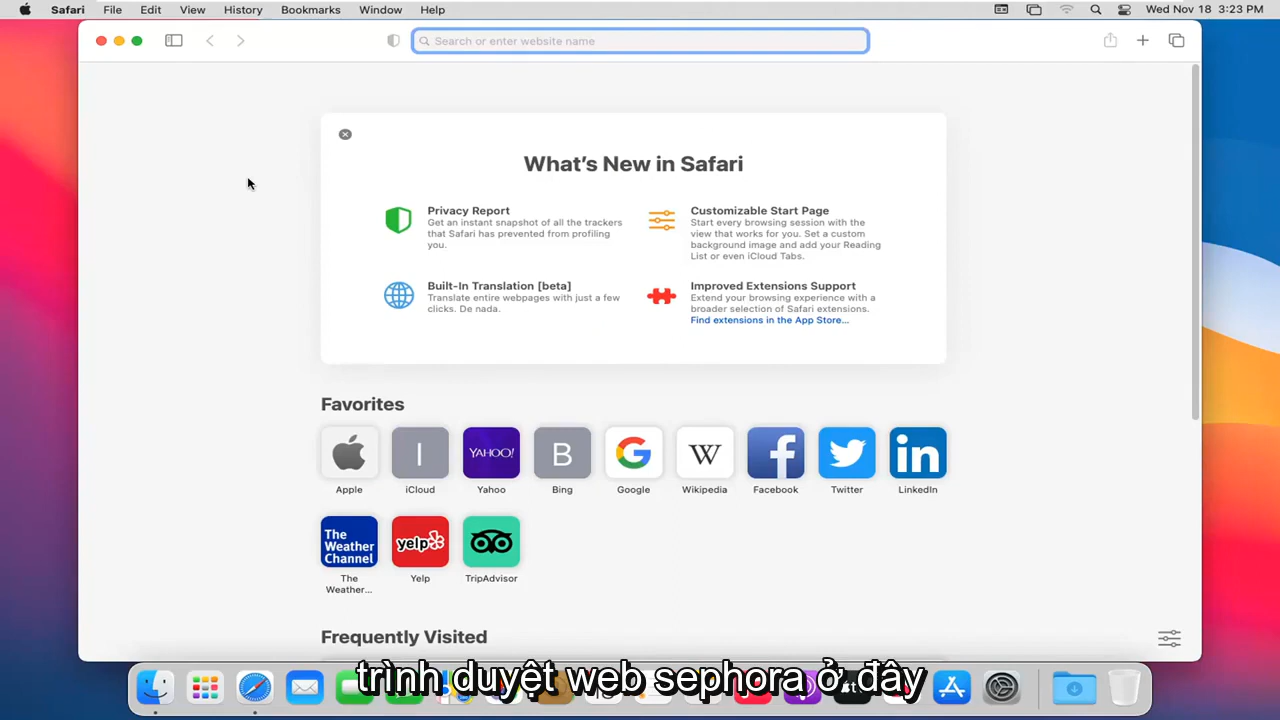 Safari File Edit View History Bookmarks Window Help Wed Nov 18 3:23 PM
Search or enter website name
What's New in Safari
Privacy Report
Get an instant snapshot of all the trackers
that Safari has prevented from profiling
you.
Customizable Start Page
Start every browsing session with the
view that works for you. Set a custom
background image and add your Reading
List or even iCloud Tabs.
Built-In Translation [beta]
Translate entire webpages with just a few
clicks. De nada.
Improved Extensions Support
Extend your browsing experience with a
broader selection of Safari extensions.
Find extensions in the App Store...
Favorites
I YAHOO! B W f in
Apple iCloud Yahoo Bing Google Wikipedia Facebook Twitter LinkedIn
The
Weather
Channel
yelp
The
Weather...
Yelp
TripAdvisor
Frequently Visited
trình duyệt web sephora ở đây